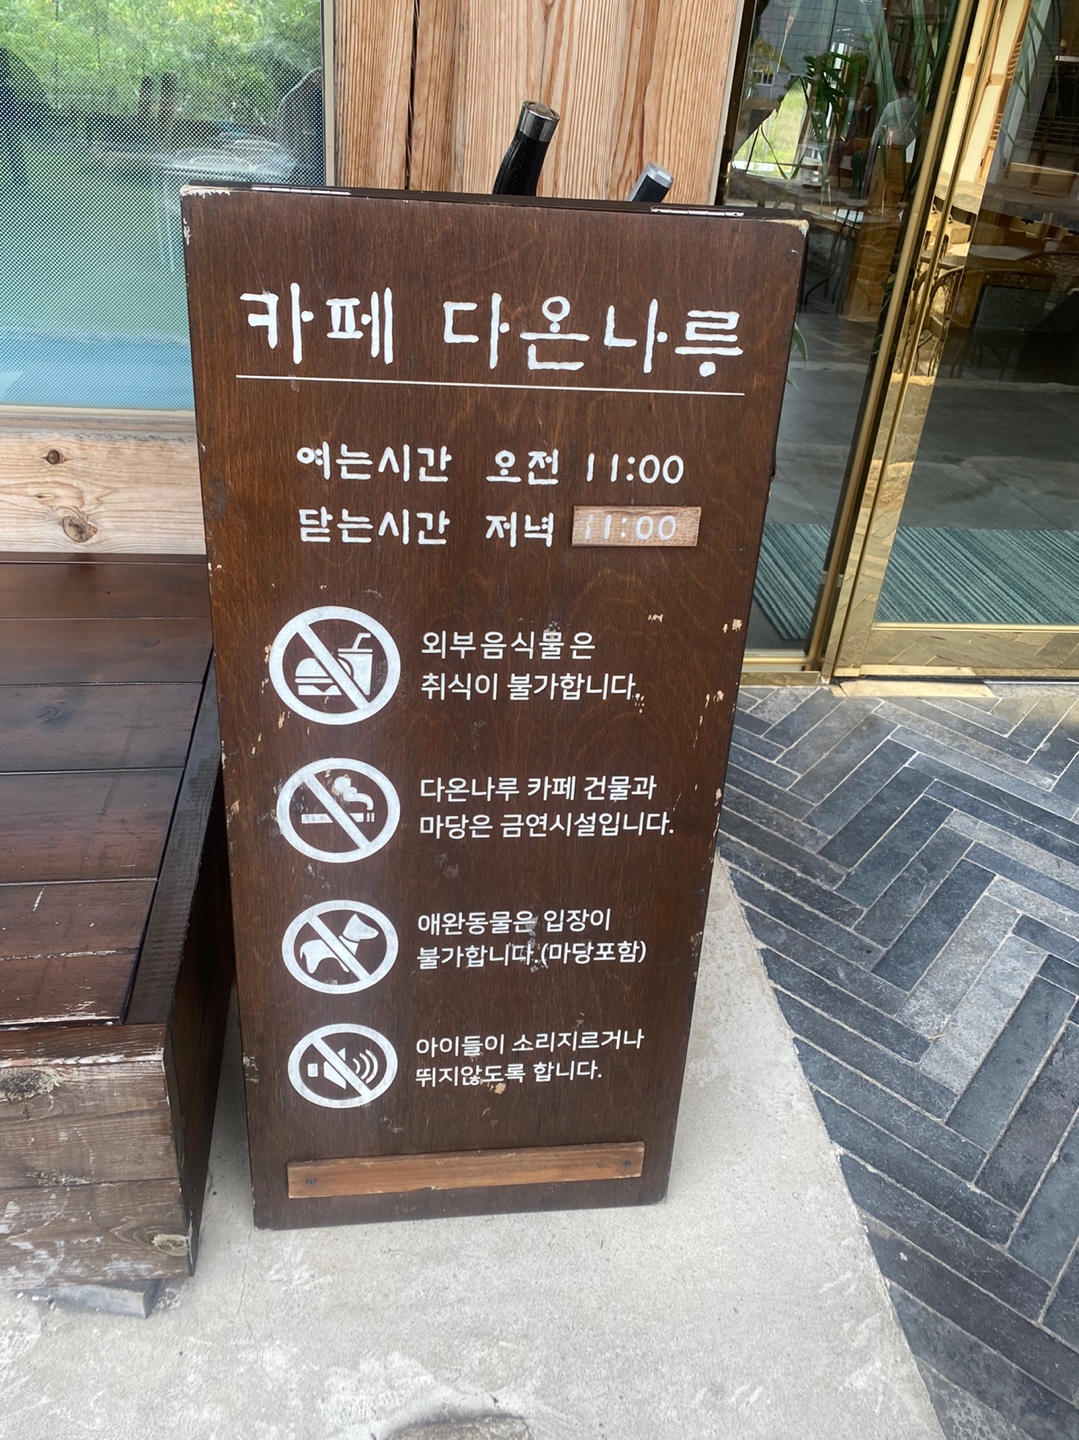 카페 다온나루
여는시간 오전 11:00
닫는시간 저녁 11:00
외부음식물은
취식이 불가합니다.
다온나루 카페 건물과
마당은 금연시설입니다.
애완동물은 입장이
불가합니다.(마당포함)
아이들이 소리지르거나
뛰지않도록 합니다.